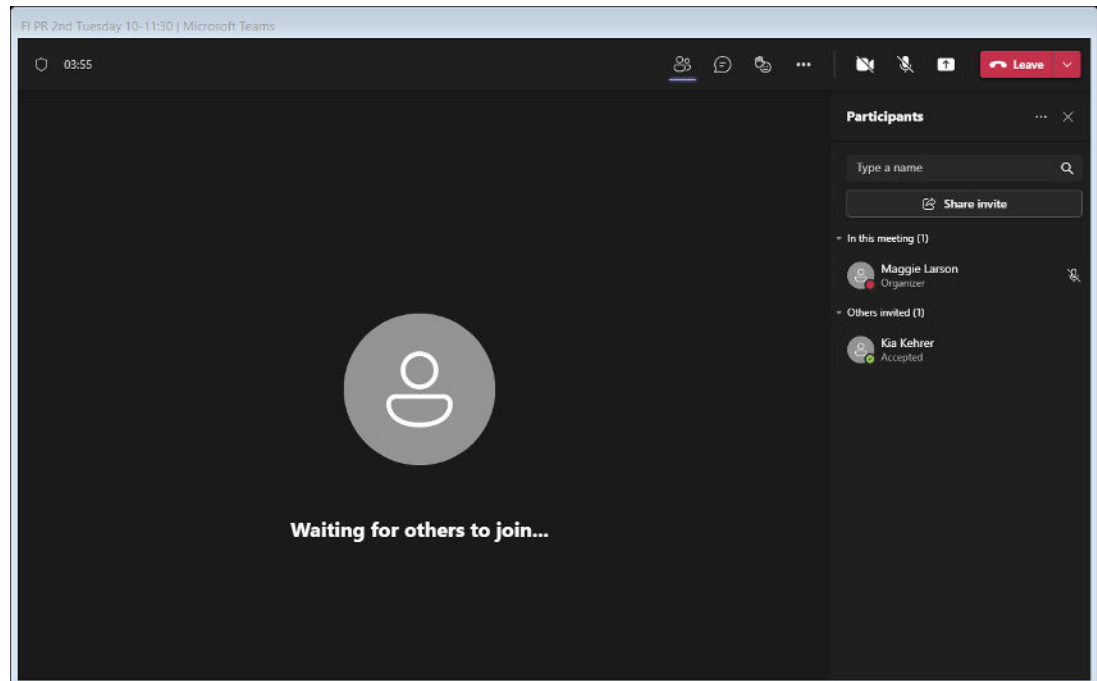 FI PR 2nd Tuesday 10-11:30 | Microsoft Teams
03:55
Leave
Participants
Type a name
Share invite
In this meeting (1)
Maggie Larson
Organizer
Others invited (1)
Kia Kehrer
Accepted
Waiting for others to join...